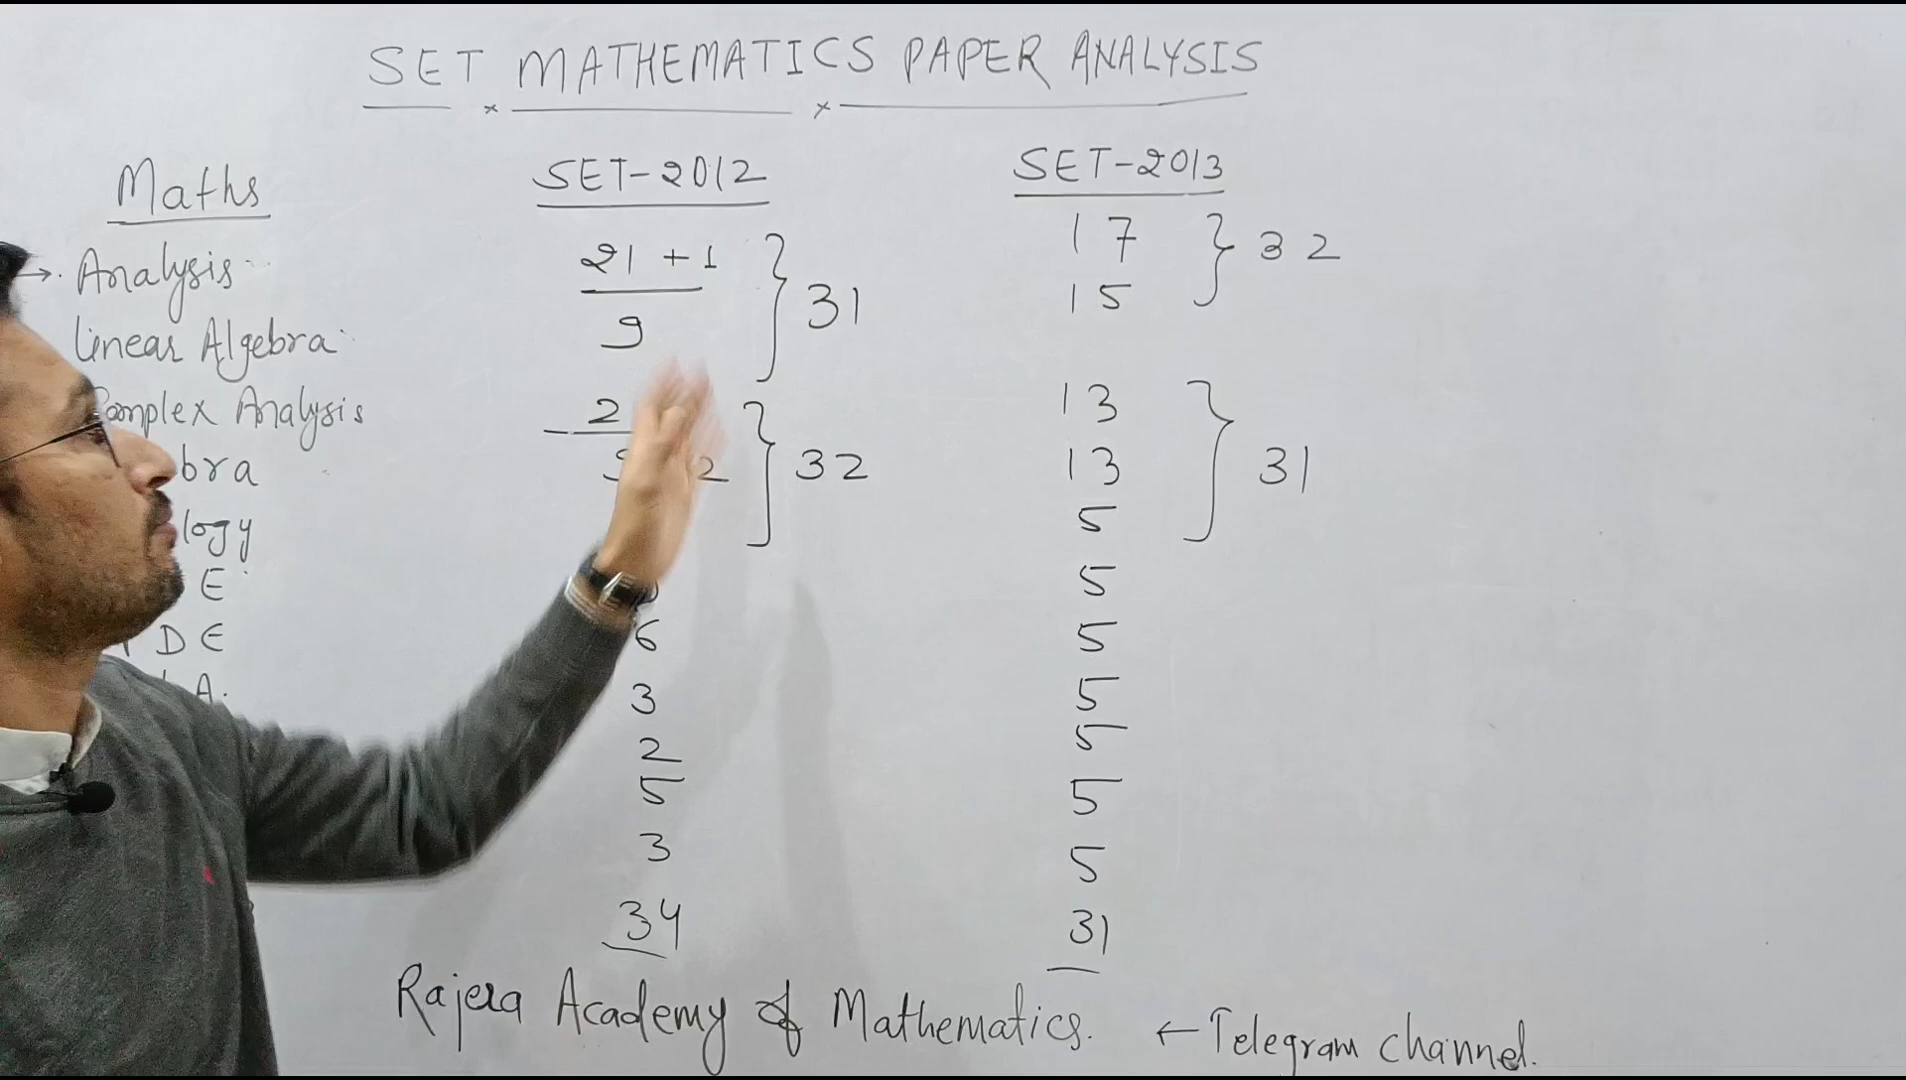 SET MATHEMATICS PAPER ANALYSIS
Maths SET-2012 SET-2013
→ Analysis 21 + 1 17 } 32
} 31 15
Linear Algebra 9
Complex Analysis 2 13
bra 2 } 32 13 } 31
logy 5
E 5
DE 6 5
A. 3 5
2 5
5 5
3 5
34 31
Rajera Academy of Mathematics. ← Telegram channel.